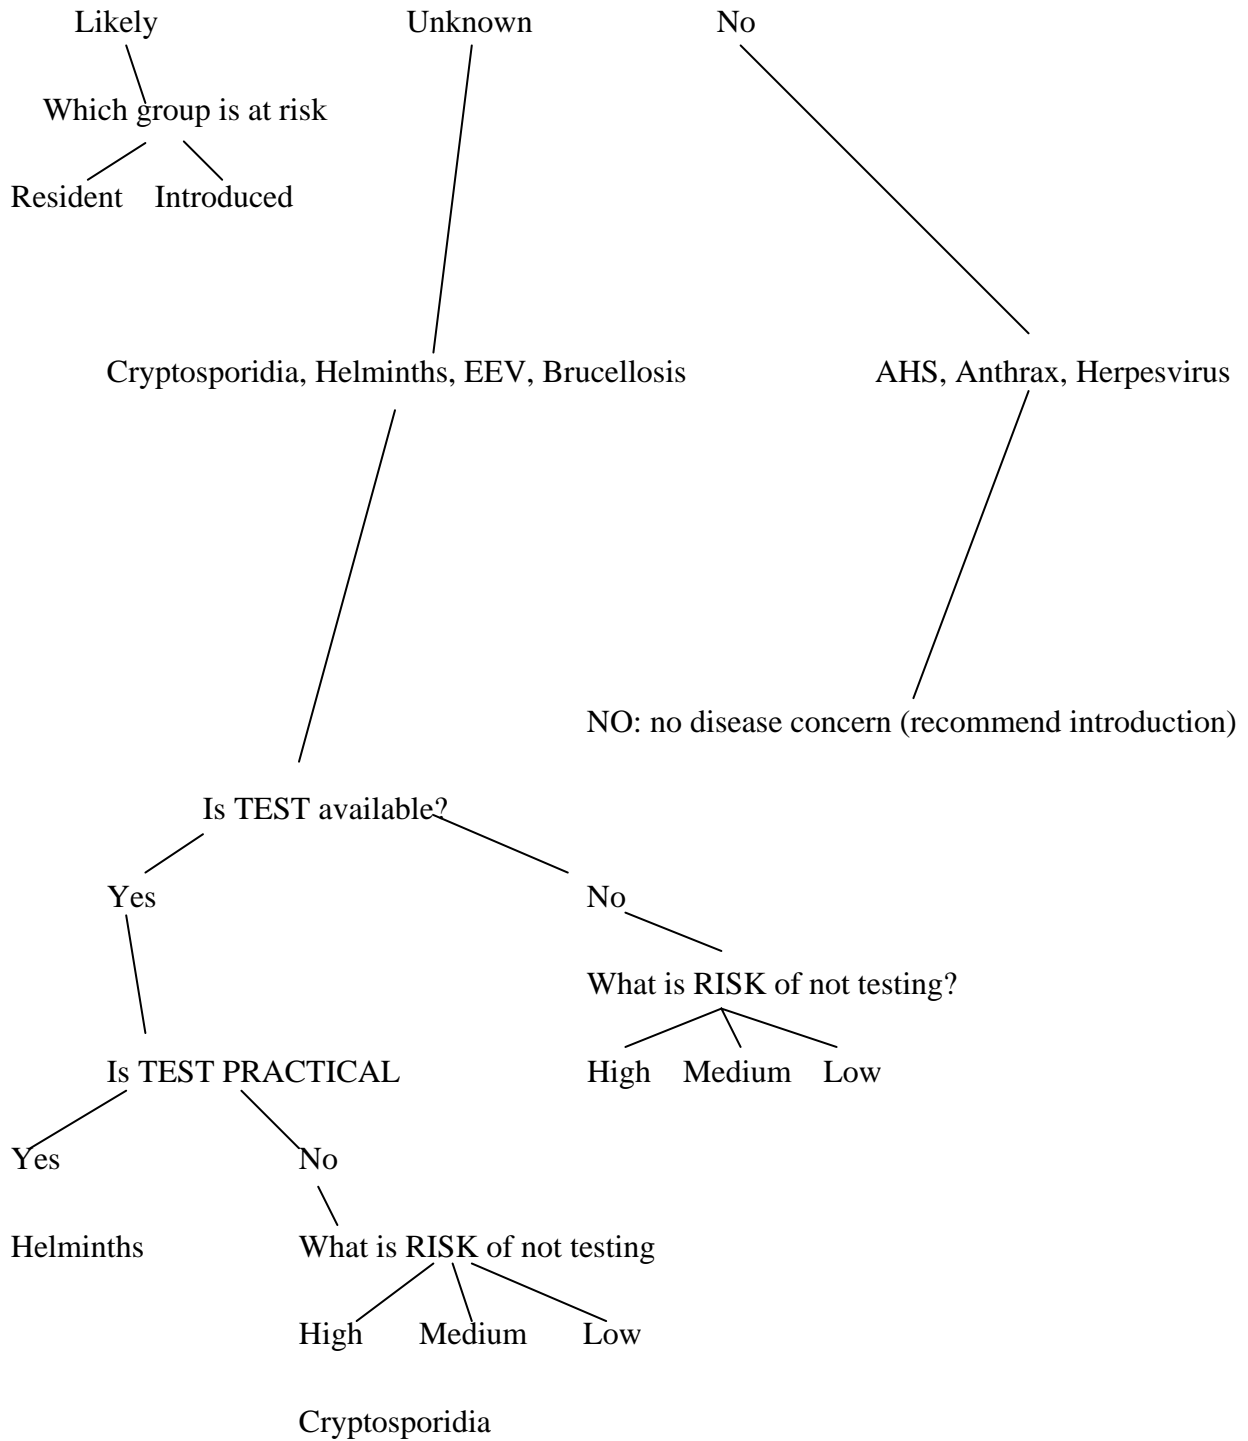 Likely Unknown No
Which group is at risk
Resident Introduced
Cryptosporidia, Helminths, EEV, Brucellosis AHS, Anthrax, Herpesvirus
NO: no disease concern (recommend introduction)
Is TEST available?
Yes No
What is RISK of not testing?
Is TEST PRACTICAL High Medium Low
Yes No
Helminths What is RISK of not testing
High Medium Low
Cryptosporidia